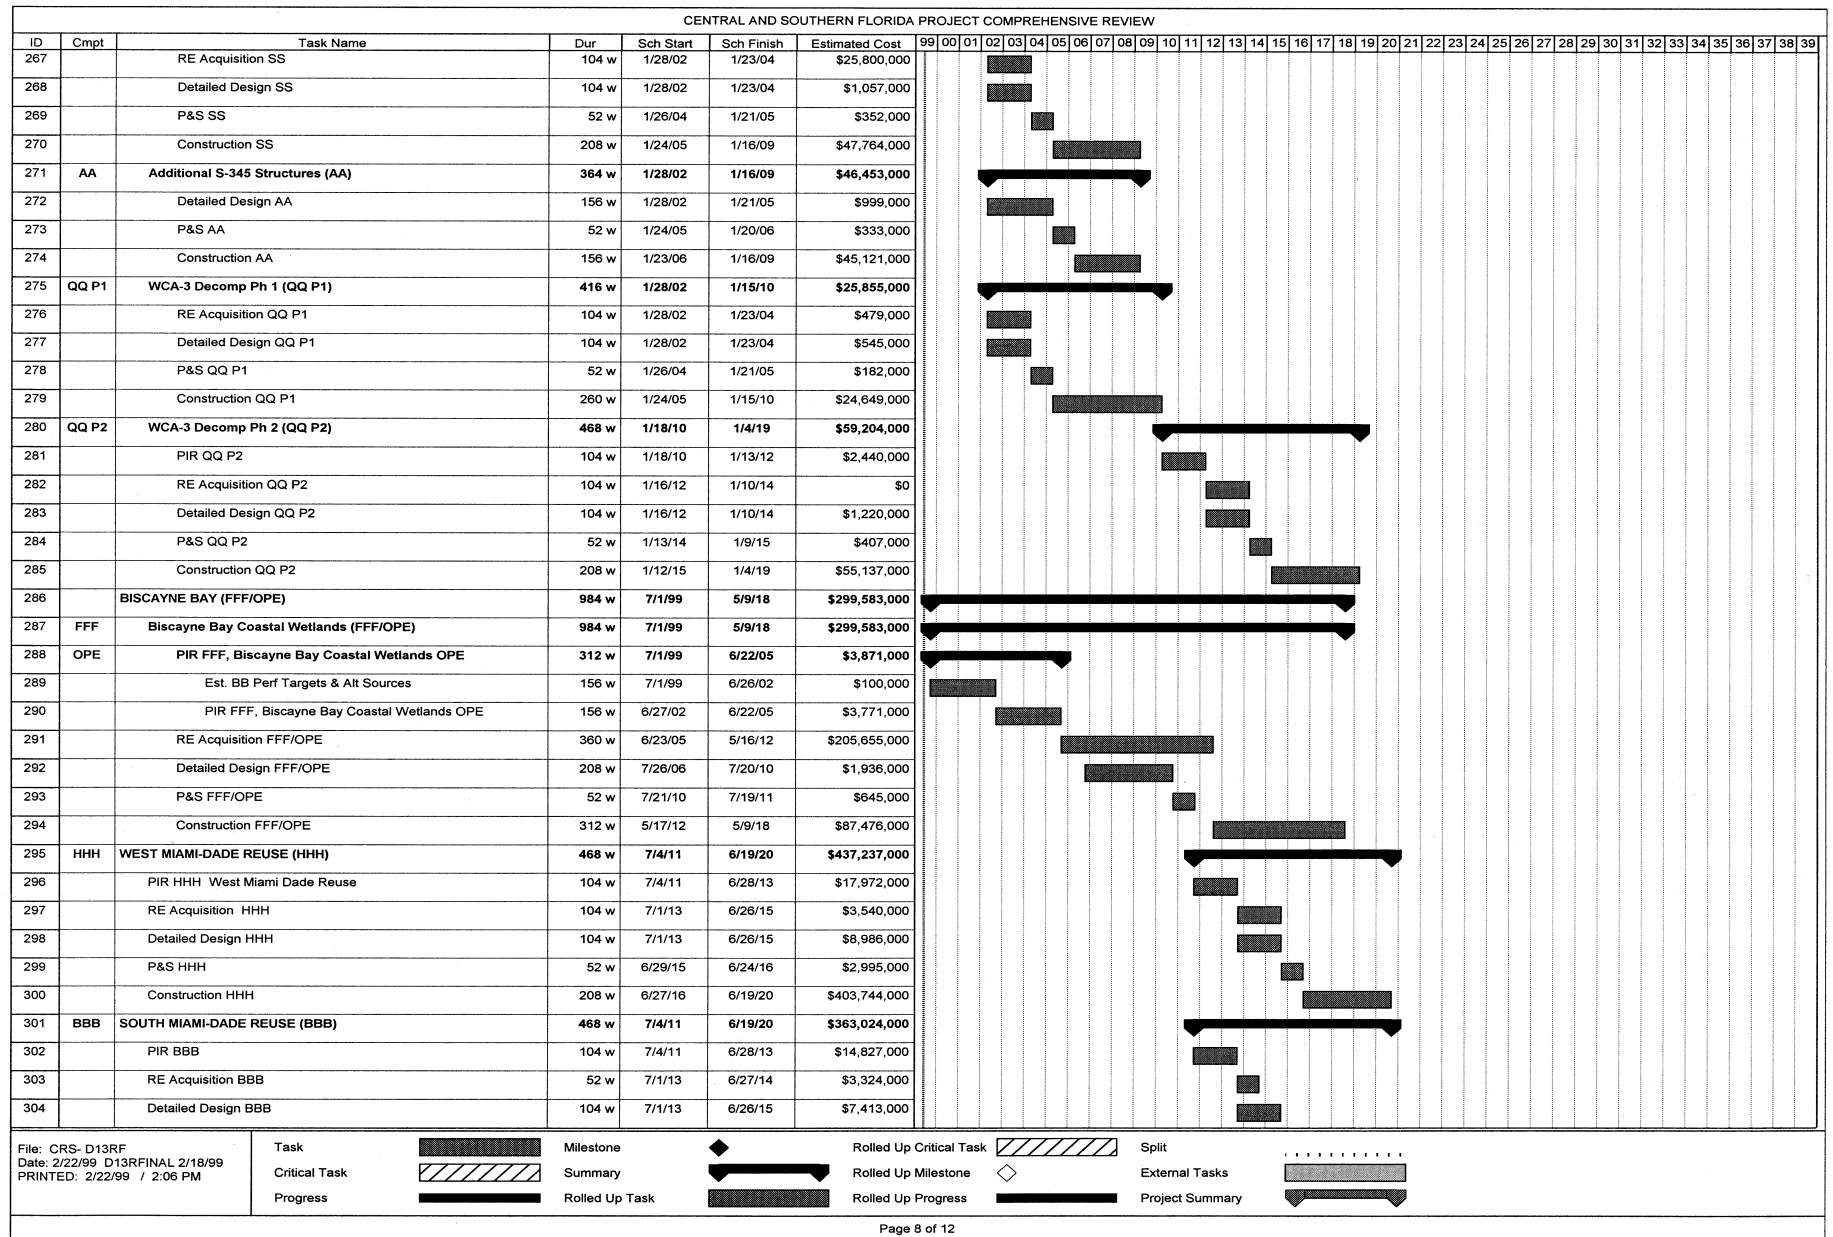 CENTRAL AND SOUTHERN FLORIDA PROJECT COMPREHENSIVE REVIEW
ID Cmpt Task Name Dur Sch Start Sch Finish Estimated Cost 99 00 01 02 03 04 05 06 07 08 09 10 11 12 13 14 15 16 17 18 19 20 21 22 23 24 25 26 27 28 29 30 31 32 33 34 35 36 37 38 39
267 RE Acquisition SS 104 w 1/28/02 1/23/04 $25,800,000
268 Detailed Design SS 104 w 1/28/02 1/23/04 $1,057,000
269 P&S SS 52 w 1/26/04 1/21/05 $352,000
270 Construction SS 208 w 1/24/05 1/16/09 $47,764,000
271 AA Additional S-345 Structures (AA) 364 w 1/28/02 1/16/09 $46,453,000
272 Detailed Design AA 156 w 1/28/02 1/21/05 $999,000
273 P&S AA 52 w 1/24/05 1/20/06 $333,000
274 Construction AA 156 w 1/23/06 1/16/09 $45,121,000
275 QQ P1 WCA-3 Decomp Ph 1 (QQ P1) 416 w 1/28/02 1/15/10 $25,855,000
276 RE Acquisition QQ P1 104 w 1/28/02 1/23/04 $479,000
277 Detailed Design QQ P1 104 w 1/28/02 1/23/04 $545,000
278 P&S QQ P1 52 w 1/26/04 1/21/05 $182,000
279 Construction QQ P1 260 w 1/24/05 1/15/10 $24,649,000
280 QQ P2 WCA-3 Decomp Ph 2 (QQ P2) 468 w 1/18/10 1/4/19 $59,204,000
281 PIR QQ P2 104 w 1/18/10 1/13/12 $2,440,000
282 RE Acquisition QQ P2 104 w 1/16/12 1/10/14 $0
283 Detailed Design QQ P2 104 w 1/16/12 1/10/14 $1,220,000
284 P&S QQ P2 52 w 1/13/14 1/9/15 $407,000
285 Construction QQ P2 208 w 1/12/15 1/4/19 $55,137,000
286 BISCAYNE BAY (FFF/OPE) 984 w 7/1/99 5/9/18 $299,583,000
287 FFF Biscayne Bay Coastal Wetlands (FFF/OPE) 984 w 7/1/99 5/9/18 $299,583,000
288 OPE PIR FFF, Biscayne Bay Coastal Wetlands OPE 312 w 7/1/99 6/22/05 $3,871,000
289 Est. BB Perf Targets & Alt Sources 156 w 7/1/99 6/26/02 $100,000
290 PIR FFF, Biscayne Bay Coastal Wetlands OPE 156 w 6/27/02 6/22/05 $3,771,000
291 RE Acquisition FFF/OPE 360 w 6/23/05 5/16/12 $205,655,000
292 Detailed Design FFF/OPE 208 w 7/26/06 7/20/10 $1,936,000
293 P&S FFF/OPE 52 w 7/21/10 7/19/11 $645,000
294 Construction FFF/OPE 312 w 5/17/12 5/9/18 $87,476,000
295 HHH WEST MIAMI-DADE REUSE (HHH) 468 w 7/4/11 6/19/20 $437,237,000
296 PIR HHH West Miami Dade Reuse 104 w 7/4/11 6/28/13 $17,972,000
297 RE Acquisition HHH 104 w 7/1/13 6/26/15 $3,540,000
298 Detailed Design HHH 104 w 7/1/13 6/26/15 $8,986,000
299 P&S HHH 52 w 6/29/15 6/24/16 $2,995,000
300 Construction HHH 208 w 6/27/16 6/19/20 $403,744,000
301 BBB SOUTH MIAMI-DADE REUSE (BBB) 468 w 7/4/11 6/19/20 $363,024,000
302 PIR BBB 104 w 7/4/11 6/28/13 $14,827,000
303 RE Acquisition BBB 52 w 7/1/13 6/27/14 $3,324,000
304 Detailed Design BBB 104 w 7/1/13 6/26/15 $7,413,000
File: CRS- D13RF
Date: 2/22/99 D13RFINAL 2/18/99
PRINTED: 2/22/99 / 2:06 PM
Task Milestone Rolled Up Critical Task Split
Critical Task Summary Rolled Up Milestone External Tasks
Progress Rolled Up Task Rolled Up Progress Project Summary
Page 8 of 12